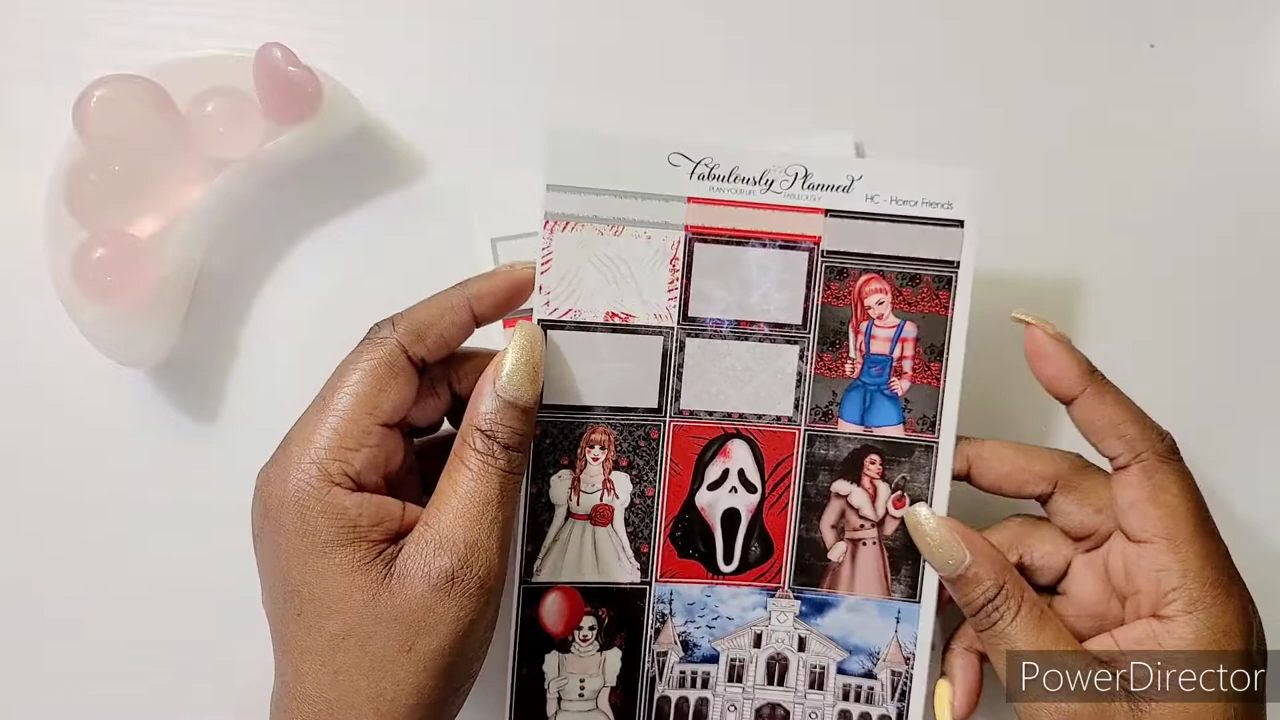 Fabulously Planned
PLAN YOUR LIFE FABULOUSLY
HC - Horror Friends
PowerDirector